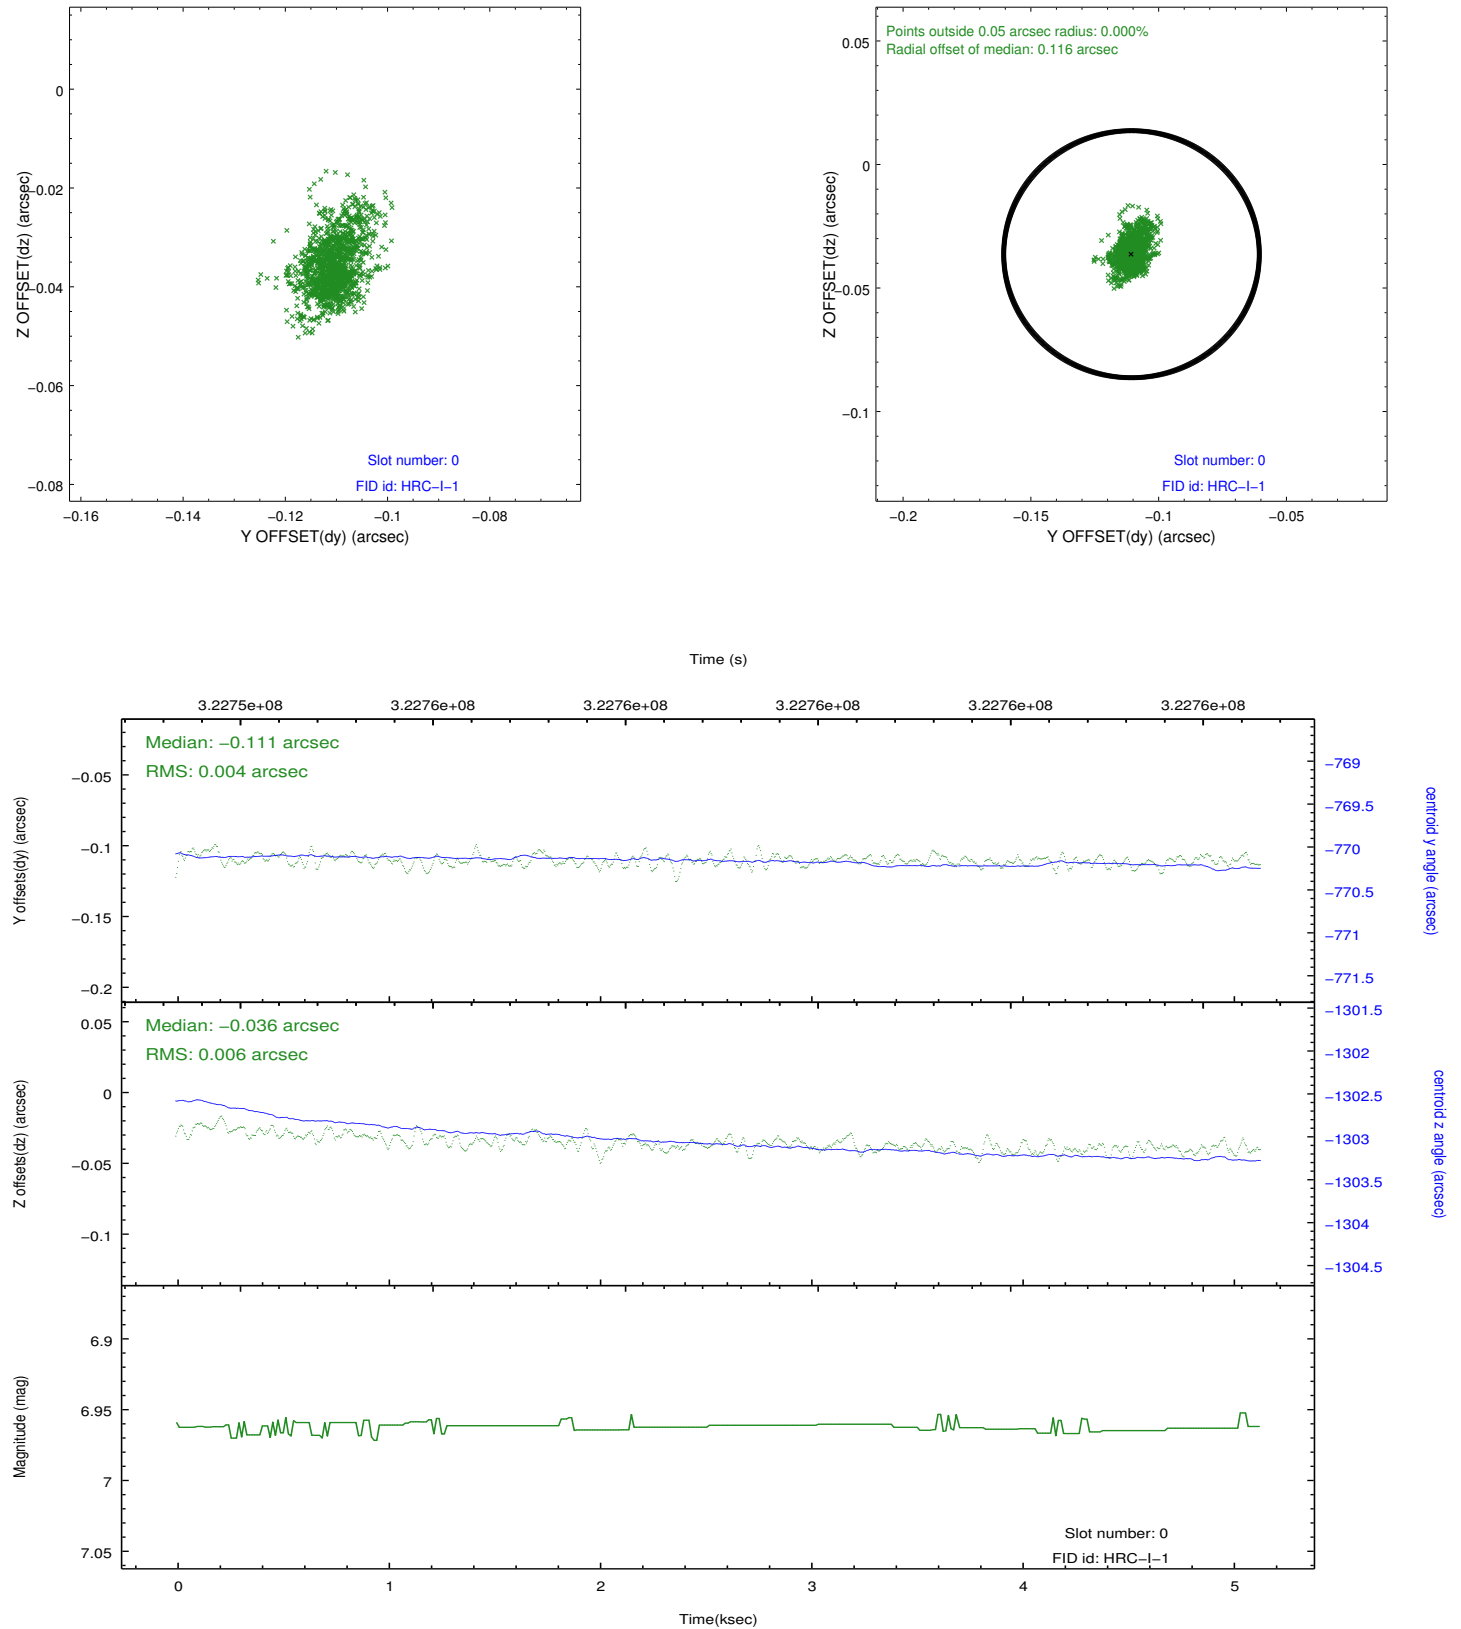 0
−0.02
−0.04
−0.06
−0.08
Z OFFSET(dz) (arcsec)
Slot number: 0
FID id: HRC−I−1
−0.16 −0.14 −0.12 −0.1 −0.08
Y OFFSET(dy) (arcsec)
Points outside 0.05 arcsec radius: 0.000%
Radial offset of median: 0.116 arcsec
0.05
0
−0.05
−0.1
Z OFFSET(dz) (arcsec)
Slot number: 0
FID id: HRC−I−1
−0.2 −0.15 −0.1 −0.05
Y OFFSET(dy) (arcsec)
Time (s)
3.2275e+08 3.2276e+08 3.2276e+08 3.2276e+08 3.2276e+08 3.2276e+08
Median: −0.111 arcsec
RMS: 0.004 arcsec
−0.05
−0.1
−0.15
−0.2
Y offsets(dy) (arcsec)
−769
−769.5
−770
−770.5
−771
−771.5
centroid y angle (arcsec)
Median: −0.036 arcsec
RMS: 0.006 arcsec
0.05
0
−0.05
−0.1
Z offsets(dz) (arcsec)
−1301.5
−1302
−1302.5
−1303
−1303.5
−1304
−1304.5
centroid z angle (arcsec)
6.9
6.95
7
7.05
Magnitude (mag)
Slot number: 0
FID id: HRC−I−1
0 1 2 3 4 5
Time(ksec)